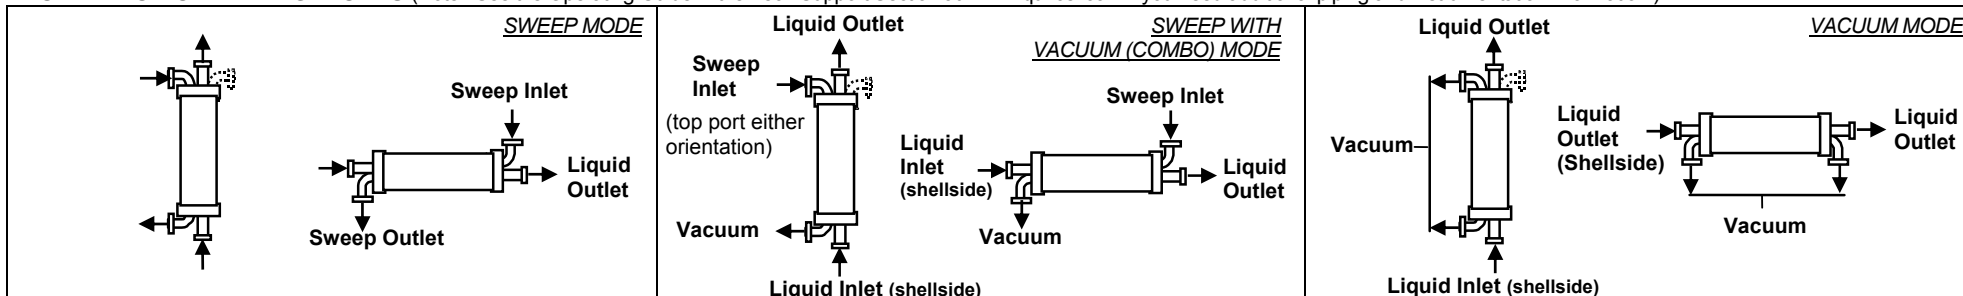 SWEEP MODE
Sweep Inlet
Liquid
Outlet
Sweep Outlet
SWEEP WITH
VACUUM (COMBO) MODE
Liquid Outlet
Sweep
Inlet
(top port either
orientation)
Vacuum
Liquid Inlet (shellside)
Sweep Inlet
Liquid
Inlet
(shellside)
Liquid
Outlet
Vacuum
VACUUM MODE
Liquid Outlet
Vacuum
Liquid Inlet (shellside)
Liquid
Outlet
(Shellside)
Liquid
Outlet
Vacuum